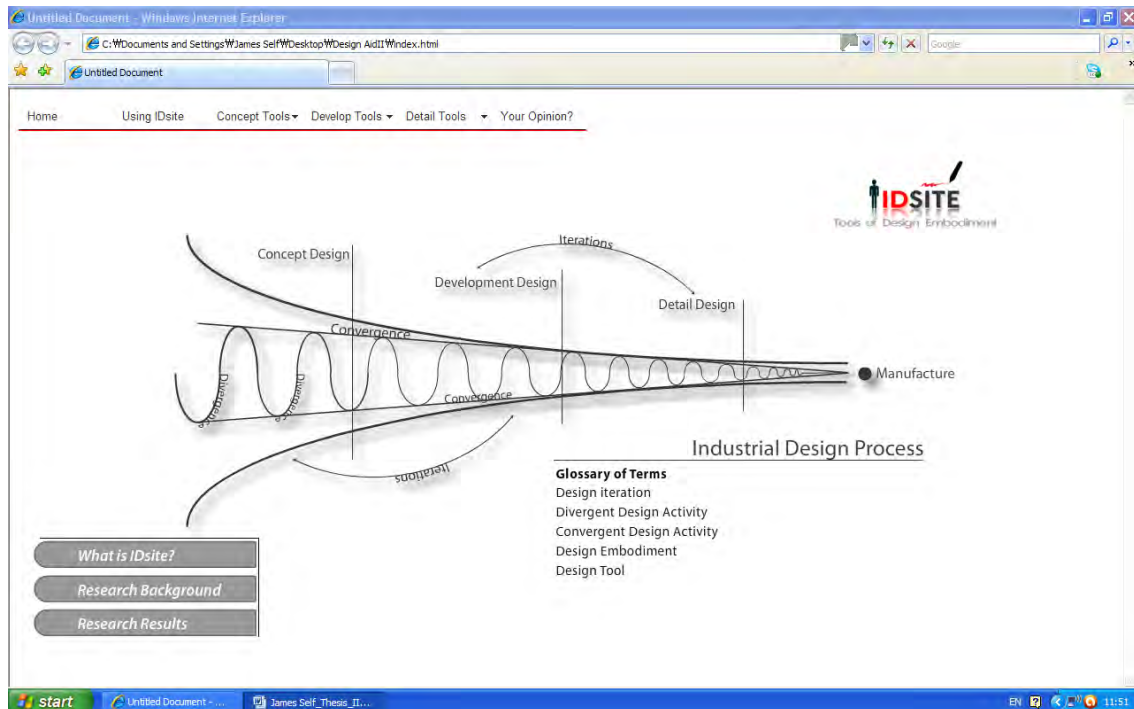 Untitled Document - Windows Internet Explorer
C:₩Documents and Settings₩James Self₩Desktop₩Design AidII₩index.html
Google
Untitled Document
Home Using IDsite Concept Tools Develop Tools Detail Tools Your Opinion?
IDSITE
Tools of Design Embodiment
Iterations
Concept Design
Development Design
Detail Design
Convergence
Divergence
Divergence
Manufacture
Convergence
Iterations
Industrial Design Process
Glossary of Terms
Design iteration
Divergent Design Activity
Convergent Design Activity
Design Embodiment
Design Tool
What is IDsite?
Research Background
Research Results
start Untitled Document - ... James Self_Thesis_II... EN 11:51